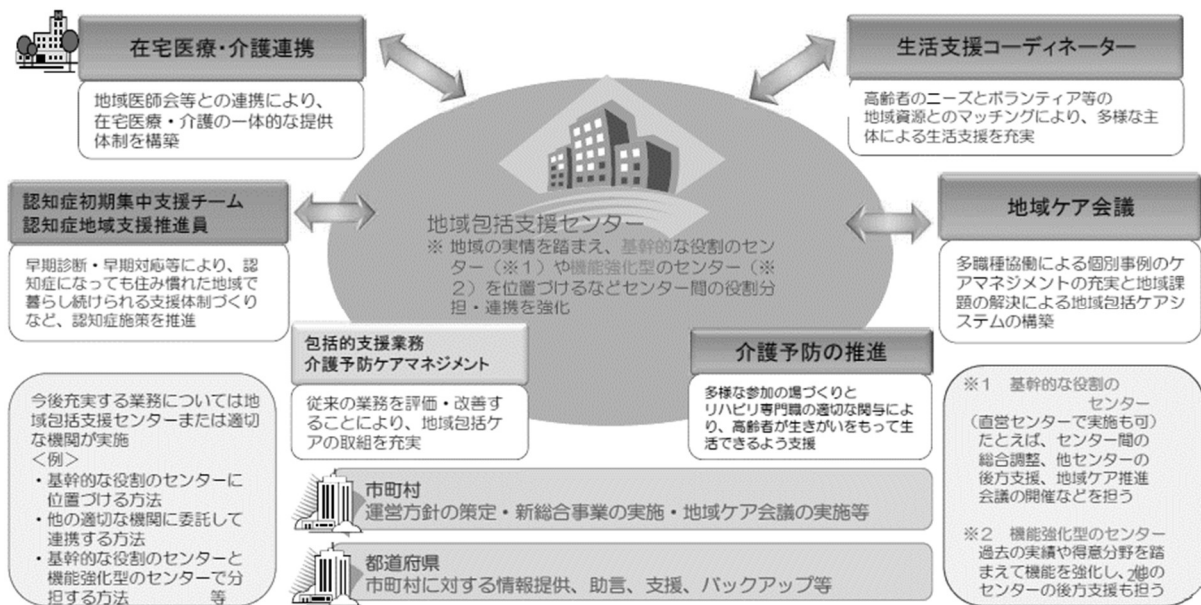 在宅医療・介護連携
地域医師会等との連携により、
在宅医療・介護の一体的な提供
体制を構築
生活支援コーディネーター
高齢者のニーズとボランティア等の
地域資源とのマッチングにより、多様な主
体による生活支援を充実
認知症初期集中支援チーム
認知症地域支援推進員
早期診断・早期対応等により、認
知症になっても住み慣れた地域で
暮らし続けられる支援体制づくり
など、認知症施策を推進
地域包括支援センター
※ 地域の実情を踏まえ、基幹的な役割のセン
ター（※１）や機能強化型のセンター（※
２）を位置づけるなどセンター間の役割分
担・連携を強化
地域ケア会議
多職種協働による個別事例のケ
アマネジメントの充実と地域課
題の解決による地域包括ケアシ
ステムの構築
包括的支援業務
介護予防ケアマネジメント
従来の業務を評価・改善す
ることにより、地域包括ケ
アの取組を充実
介護予防の推進
多様な参加の場づくりと
リハビリ専門職の適切な関与によ
り、高齢者が生きがいをもって生
活できるよう支援
今後充実する業務については地
域包括支援センターまたは適切
な機関が実施
＜例＞
・基幹的な役割のセンターに
位置づける方法
・他の適切な機関に委託して
連携する方法
・基幹的な役割のセンターと
機能強化型のセンターで分
担する方法 等
市町村
運営方針の策定・新総合事業の実施・地域ケア会議の実施等
都道府県
市町村に対する情報提供、助言、支援、バックアップ等
※１ 基幹的な役割の
センター
（直営センターで実施も可）
たとえば、センター間の
総合調整、他センターの
後方支援、地域ケア推進
会議の開催などを担う
※２ 機能強化型のセンター
過去の実績や得意分野を踏
まえて機能を強化し、他の
センターの後方支援も担う